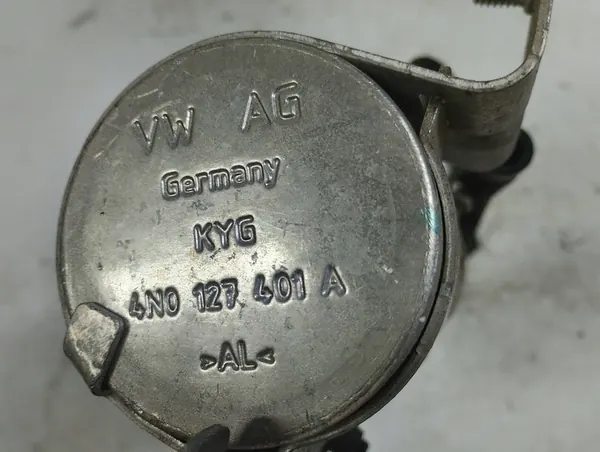 VW AG
Germany
KYG
4N0 127 401 A
>AL<